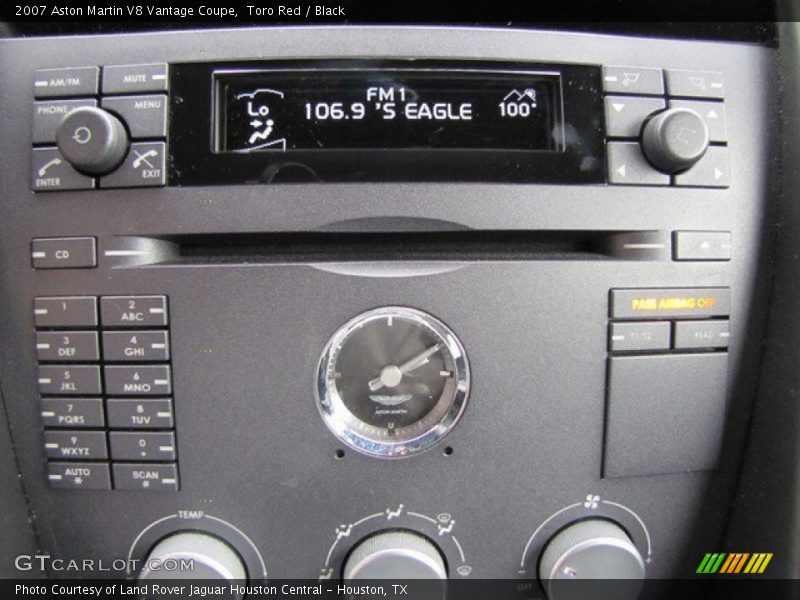 2007 Aston Martin V8 Vantage Coupe, Toro Red / Black
AM/FM
MUTE
PHONE
MENU
ENTER
EXIT
FM1
Lo
106.9 'S EAGLE
100°
CD
1
2
ABC
3
DEF
4
GHI
5
JKL
6
MNO
7
PQRS
8
TUV
9
WXYZ
0
+
AUTO
*
SCAN
#
PASS AIRBAG OFF
ASTON MARTIN
TEMP
OFF
GTCARLOT.COM
Photo Courtesy of Land Rover Jaguar Houston Central – Houston, TX